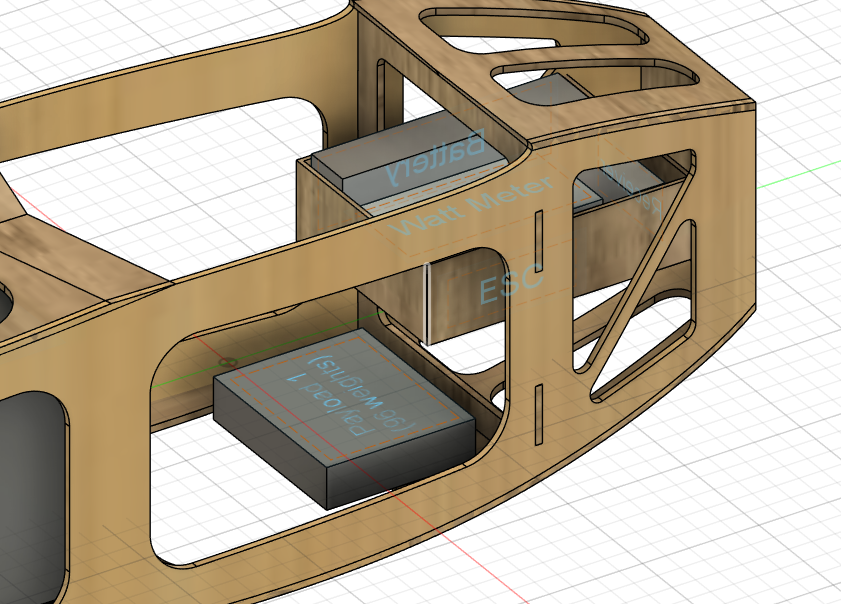 Battery
Watt Meter
ESC
Payload 1
(96 weights)